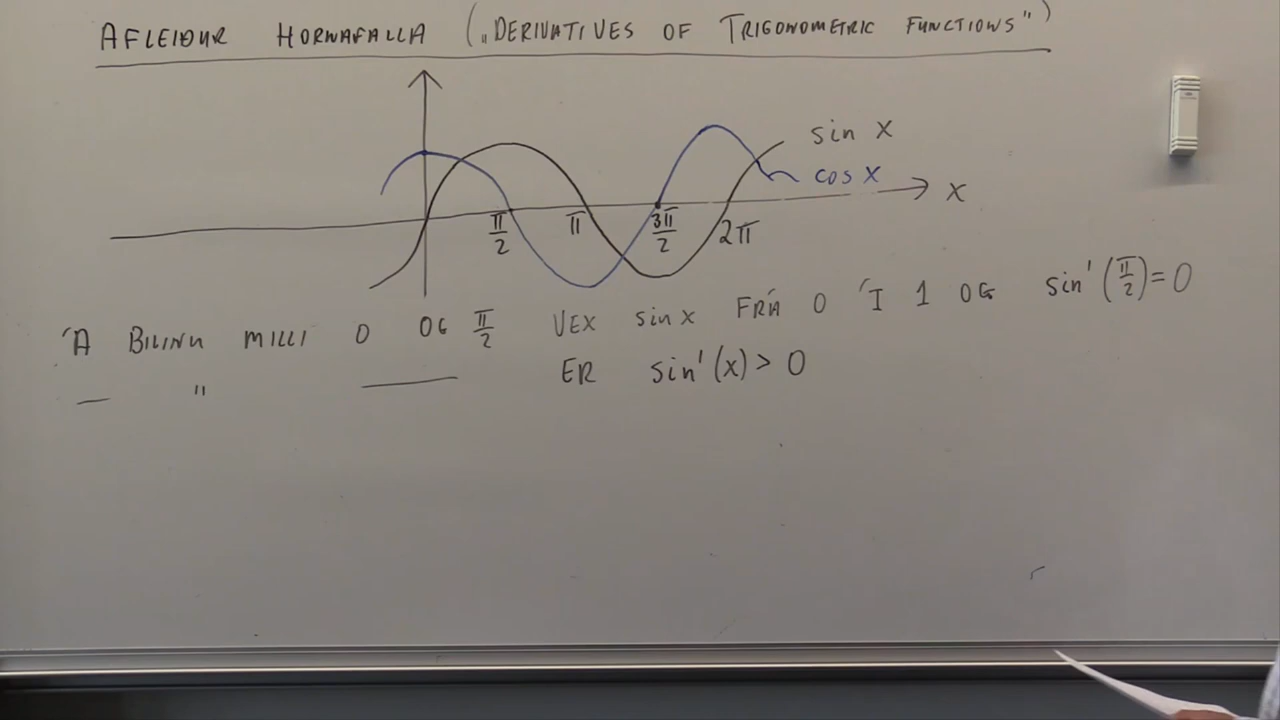 AFLEIÐUR HORNAFALLA („DERIVATIVES OF TRIGONOMETRIC FUNCTIONS")
sin x
cos x
x
π/2 π 3π/2 2π
Á BILINU MILLI 0 OG π/2 VEX sin x FRÁ 0 Í 1 OG sin'(π/2)=0
— " —— ER sin'(x) > 0